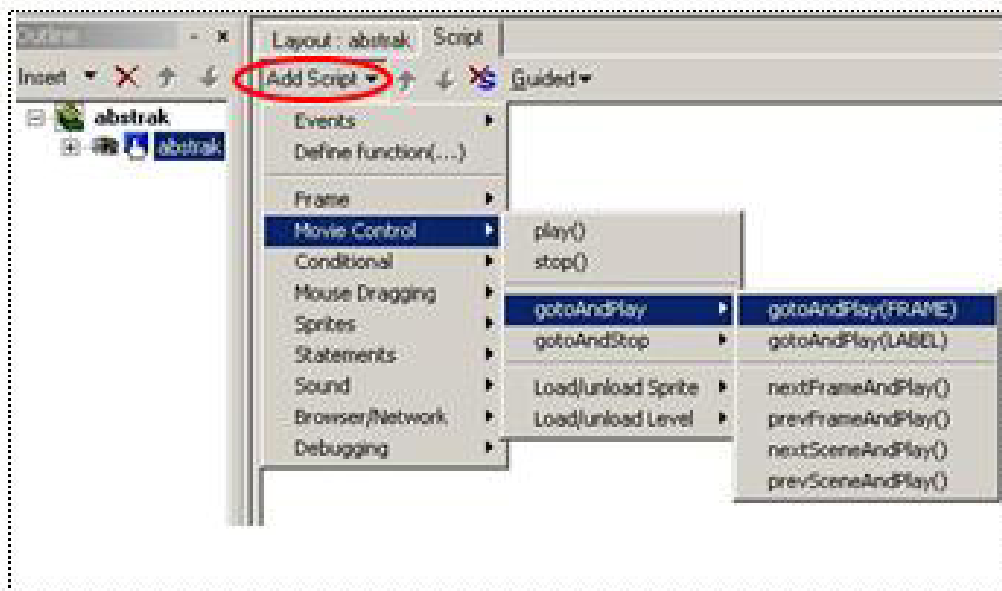 Outline
Insert
abstrak
abstrak
Layout : abstrak Script
Add Script Guided
Events
Define function(...)
Frame
Movie Control
Conditional
Mouse Dragging
Sprites
Statements
Sound
Browser/Network
Debugging
play()
stop()
gotoAndPlay
gotoAndStop
Load/unload Sprite
Load/unload Level
gotoAndPlay(FRAME)
gotoAndPlay(LABEL)
nextFrameAndPlay()
prevFrameAndPlay()
nextSceneAndPlay()
prevSceneAndPlay()